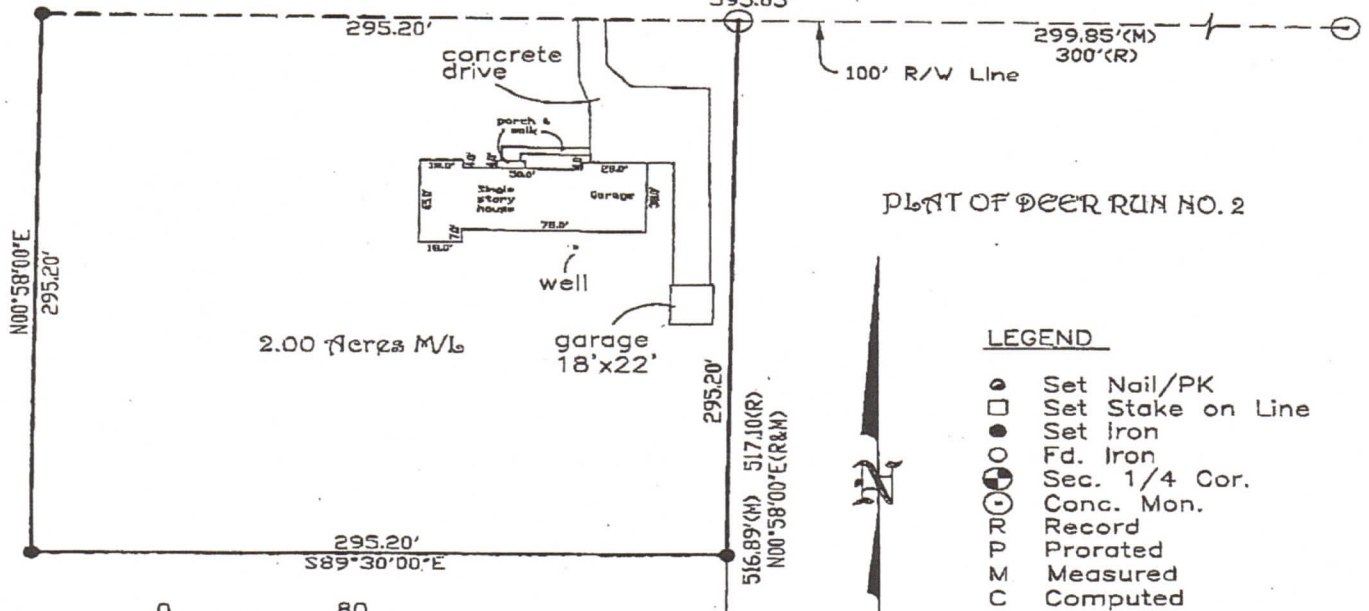 295.20'
299.85'(M)
300'(R)
100' R/W Line
concrete
drive
porch &
walk
50.0'
28.0'
Single
story
house
Garage
38.0'
7.0'
78.0'
18.0'
well
garage
18'x22'
2.00 Acres M/L
N00°58'00"E
295.20'
295.20'
516.89'(M) 517.10(R)
N00°58'00"E(R&M)
295.20'
S89°30'00"E
PLAT OF DEER RUN NO. 2
N
LEGEND
Set Nail/PK
Set Stake on Line
Set Iron
Fd. Iron
Sec. 1/4 Cor.
Conc. Mon.
R Record
P Prorated
M Measured
C Computed